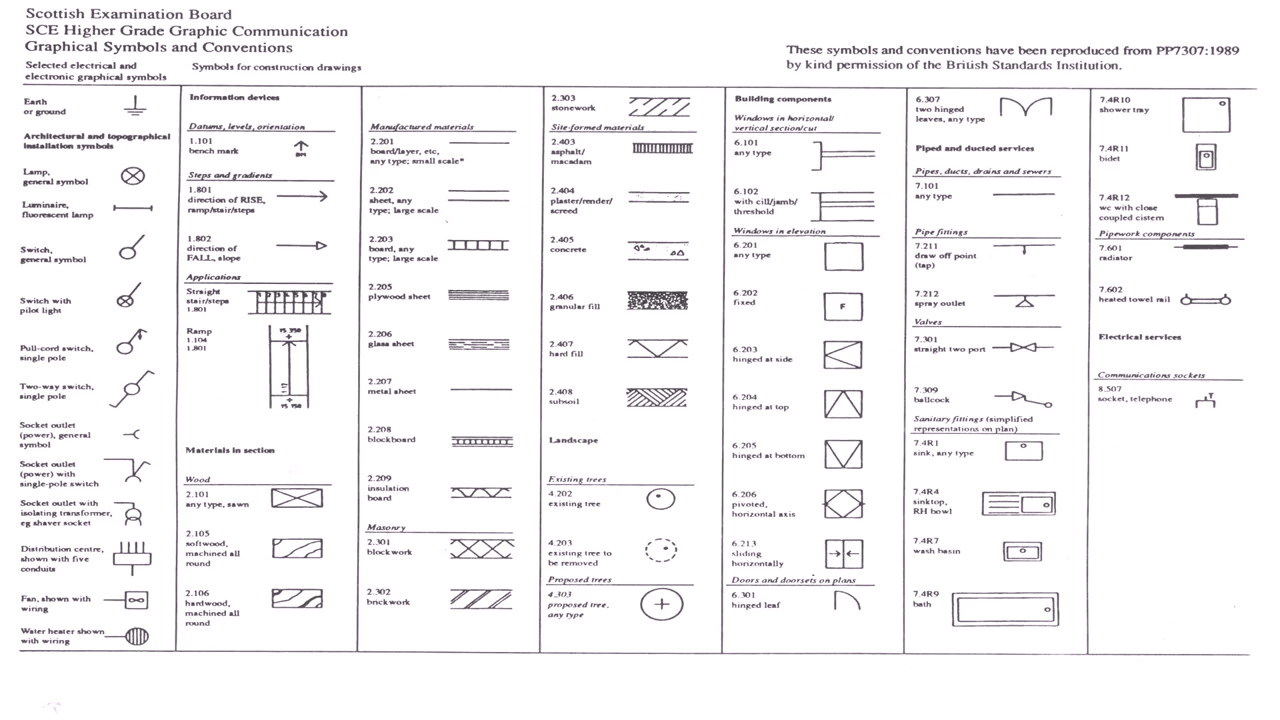 Scottish Examination Board
SCE Higher Grade Graphic Communication
Graphical Symbols and Conventions
These symbols and conventions have been reproduced from PP7307:1989
by kind permission of the British Standards Institution.
Selected electrical and
electronic graphical symbols
Symbols for construction drawings
Earth
or ground
Architectural and topographical
installation symbols
Lamp,
general symbol
Luminaire,
fluorescent lamp
Switch,
general symbol
Switch with
pilot light
Pull-cord switch,
single pole
Two-way switch,
single pole
Socket outlet
(power), general
symbol
Socket outlet
(power) with
single-pole switch
Socket outlet with
isolating transformer,
eg shaver socket
Distribution centre,
shown with five
conduits
Fan, shown with
wiring
Water heater shown
with wiring
Information devices
Datums, levels, orientation
1.101
bench mark
BM
Steps and gradients
1.801
direction of RISE,
ramp/stair/steps
1.802
direction of
FALL, slope
Applications
Straight
stair/steps
1.801
Ramp
1.104
1.801
Materials in section
Wood
2.101
any type, sawn
2.105
softwood,
machined all
round
2.106
hardwood,
machined all
round
Manufactured materials
2.201
board/layer, etc,
any type; small scale*
2.202
sheet, any
type; large scale
2.203
board, any
type; large scale
2.205
plywood sheet
2.206
glass sheet
2.207
metal sheet
2.208
blockboard
2.209
insulation
board
Masonry
2.301
blockwork
2.302
brickwork
2.303
stonework
Site-formed materials
2.403
asphalt/
macadam
2.404
plaster/render/
screed
2.405
concrete
2.406
granular fill
2.407
hard fill
2.408
subsoil
Landscape
Existing trees
4.202
existing tree
4.203
existing tree to
be removed
Proposed trees
4.303
proposed tree,
any type
Building components
Windows in horizontal/
vertical section/cut
6.101
any type
6.102
with cill/jamb/
threshold
Windows in elevation
6.201
any type
6.202
fixed
F
6.203
hinged at side
6.204
hinged at top
6.205
hinged at bottom
6.206
pivoted,
horizontal axis
6.213
sliding
horizontally
Doors and doorsets on plans
6.301
hinged leaf
6.307
two hinged
leaves, any type
Piped and ducted services
Pipes, ducts, drains and sewers
7.101
any type
Pipe fittings
7.211
draw off point
(tap)
7.212
spray outlet
Valves
7.301
straight two port
7.309
ballcock
Sanitary fittings (simplified
representations on plan)
7.4R1
sink, any type
7.4R4
sinktop,
RH bowl
7.4R7
wash basin
7.4R9
bath
7.4R10
shower tray
7.4R11
bidet
7.4R12
wc with close
coupled cistern
Pipework components
7.601
radiator
7.602
heated towel rail
Electrical services
Communications sockets
8.507
socket, telephone